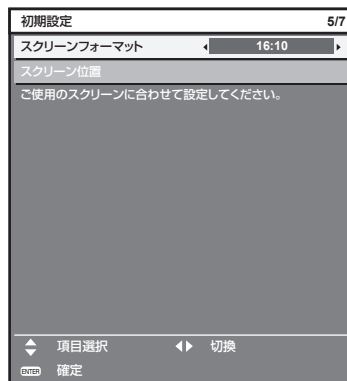 初期設定 5/7
スクリーンフォーマット 16:10
スクリーン位置
ご使用のスクリーンに合わせて設定してください。
項目選択 切換
ENTER 確定